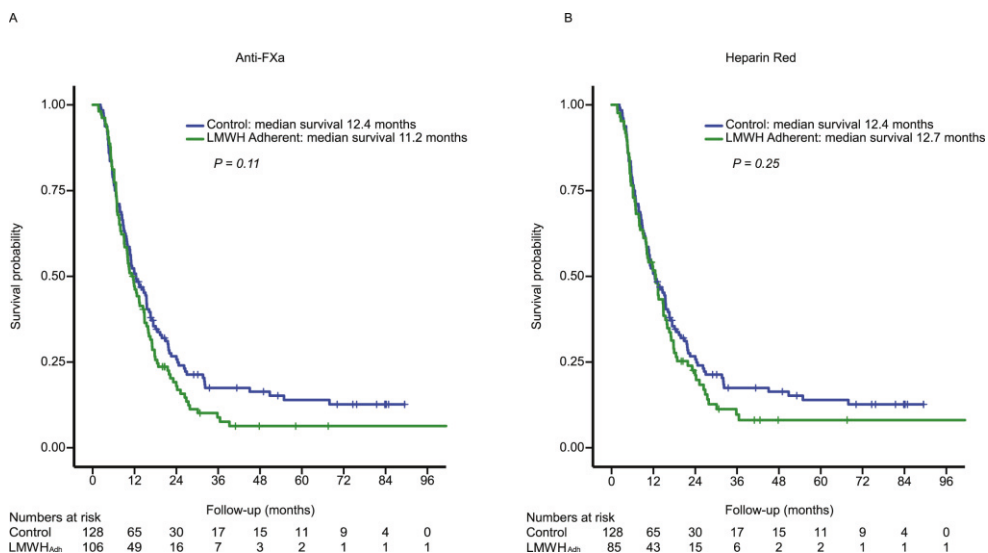 A
Anti-FXa
Control: median survival 12.4 months
LMWH Adherent: median survival 11.2 months
P = 0.11
Survival probability
1.00
0.75
0.50
0.25
0.00
0 12 24 36 48 60 72 84 96
Follow-up (months)
Numbers at risk
Control 128 65 30 17 15 11 9 4 0
LMWHAdh 106 49 16 7 3 2 1 1 1
B
Heparin Red
Control: median survival 12.4 months
LMWH Adherent: median survival 12.7 months
P = 0.25
Survival probability
1.00
0.75
0.50
0.25
0.00
0 12 24 36 48 60 72 84 96
Follow-up (months)
Numbers at risk
Control 128 65 30 17 15 11 9 4 0
LMWHAdh 85 43 15 6 2 2 1 1 1